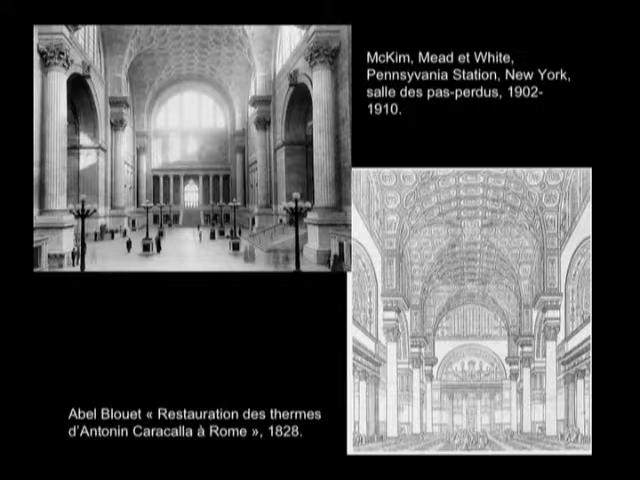 McKim, Mead et White,
Pennsyvania Station, New York,
salle des pas-perdus, 1902-
1910.
Abel Blouet « Restauration des thermes
d'Antonin Caracalla à Rome », 1828.